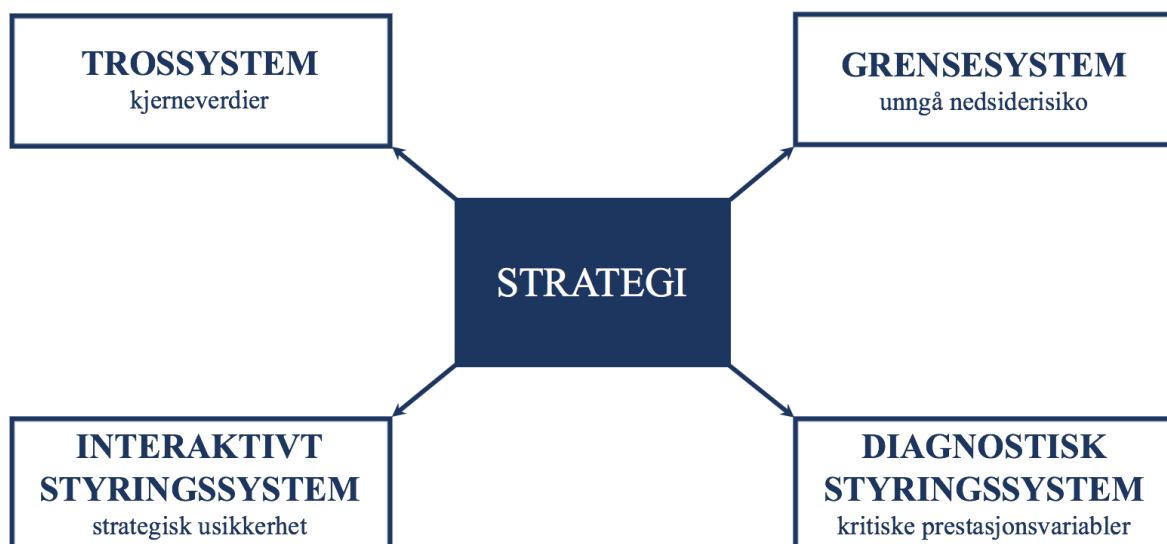 TROSSYSTEM
kjerneverdier
GRENSESYSTEM
unngå nedsiderisiko
STRATEGI
INTERAKTIVT
STYRINGSSYSTEM
strategisk usikkerhet
DIAGNOSTISK
STYRINGSSYSTEM
kritiske prestasjonsvariabler